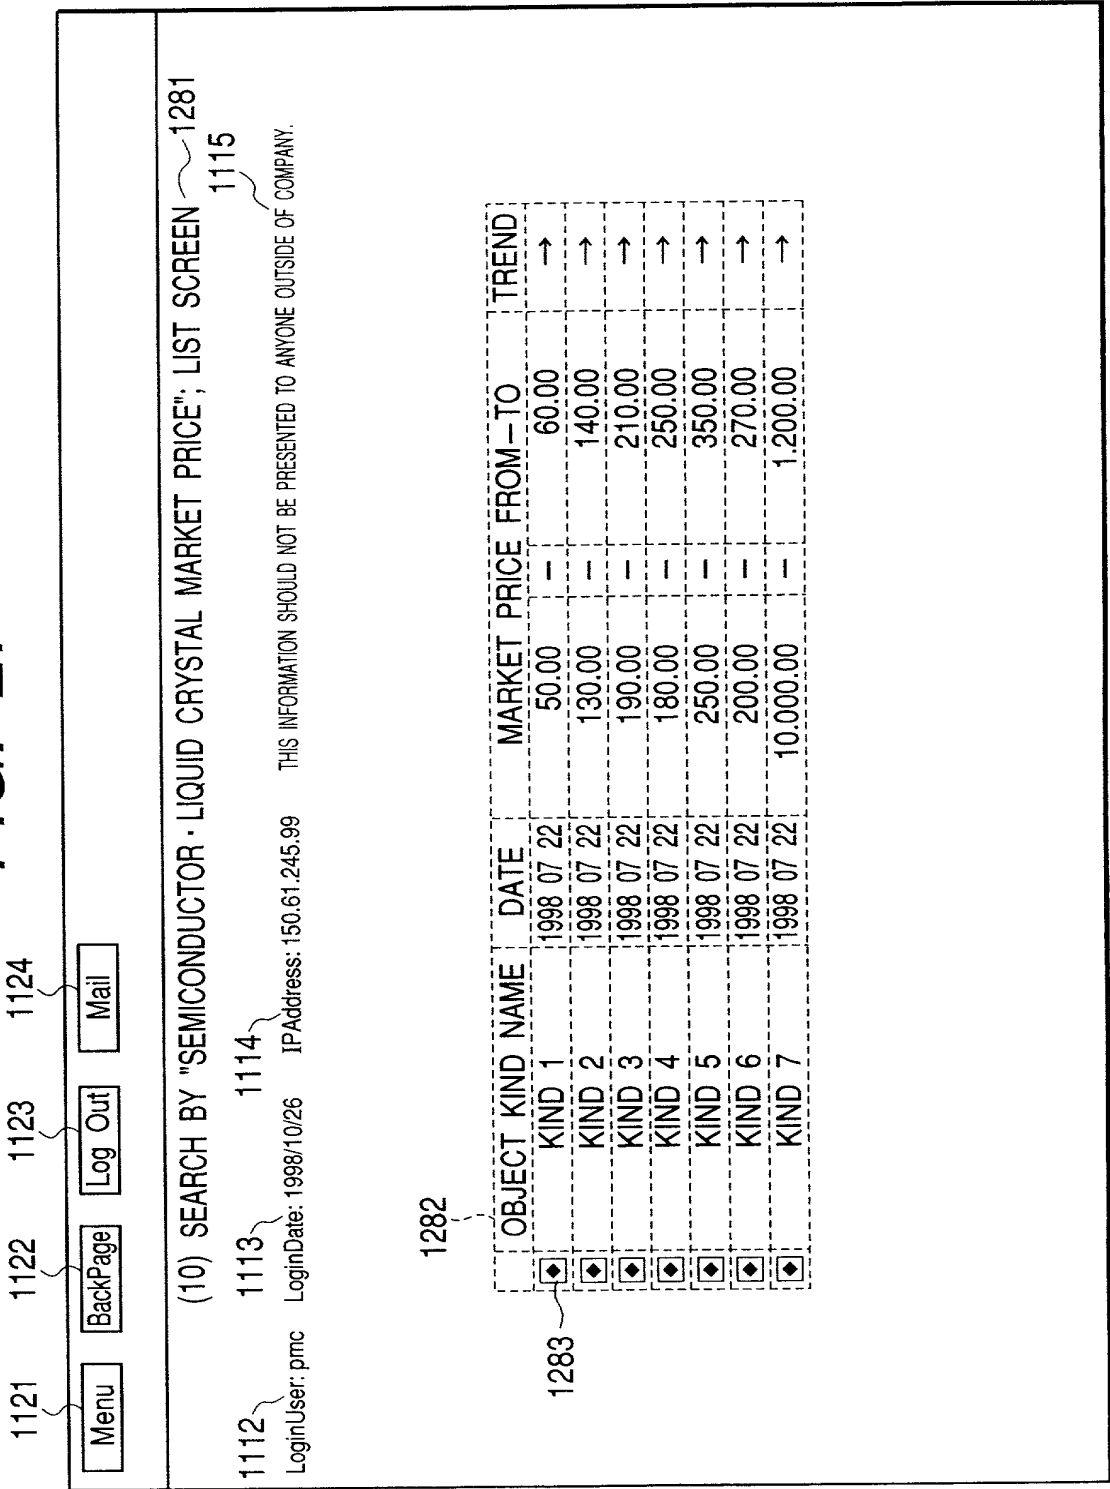 1121 1122 1123 1124
Menu BackPage Log Out Mail
(10) SEARCH BY "SEMICONDUCTOR · LIQUID CRYSTAL MARKET PRICE"; LIST SCREEN 1281
1112 1113 1114 1115
LoginUser: pmc LoginDate: 1998/10/26 IPAddress: 150.61.245.99 THIS INFORMATION SHOULD NOT BE PRESENTED TO ANYONE OUTSIDE OF COMPANY.
1282
OBJECT KIND NAME DATE MARKET PRICE FROM–TO TREND
KIND 1 1998 07 22 50.00 – 60.00 →
KIND 2 1998 07 22 130.00 – 140.00 →
KIND 3 1998 07 22 190.00 – 210.00 →
KIND 4 1998 07 22 180.00 – 250.00 →
KIND 5 1998 07 22 250.00 – 350.00 →
KIND 6 1998 07 22 200.00 – 270.00 →
KIND 7 1998 07 22 10.000.00 – 1.200.00 →
1283